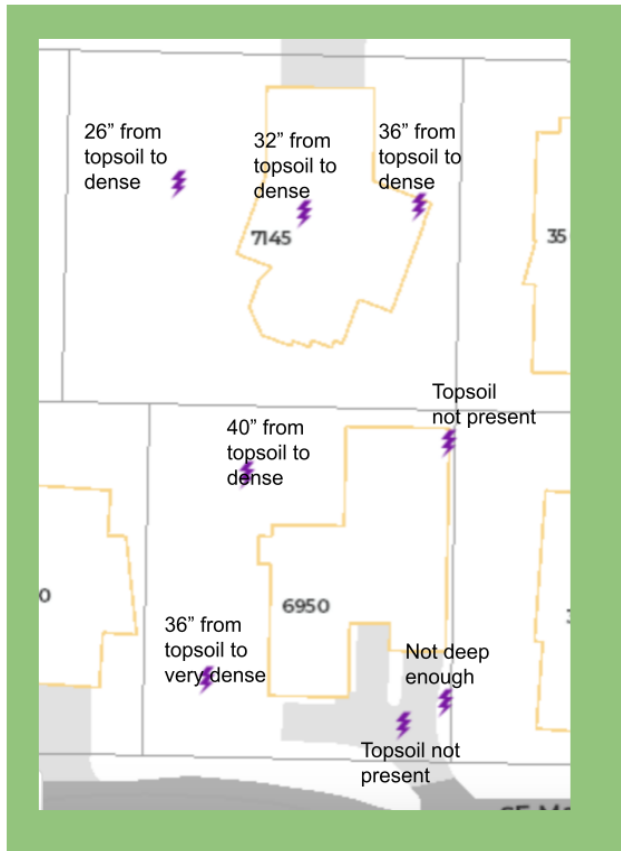 26” from
topsoil to
dense
32” from
topsoil to
dense
36” from
topsoil to
dense
7145
35
Topsoil
not present
40” from
topsoil to
dense
0
6950
36” from
topsoil to
very dense
Not deep
enough
Topsoil not
present